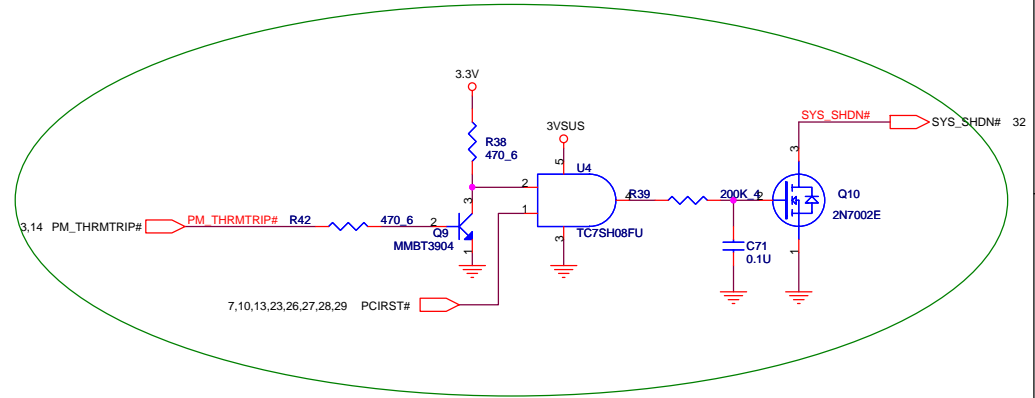 3.3V
R38
470_6
3VSUS
5
U4
2
1
4
3
TC7SH08FU
R39
200K_4
2
SYS_SHDN#
SYS_SHDN# 32
3
Q10
2N7002E
1
C71
0.1U
3,14 PM_THRMTRIP#
PM_THRMTRIP#
R42
470_6
2
3
Q9
MMBT3904
1
7,10,13,23,26,27,28,29 PCIRST#